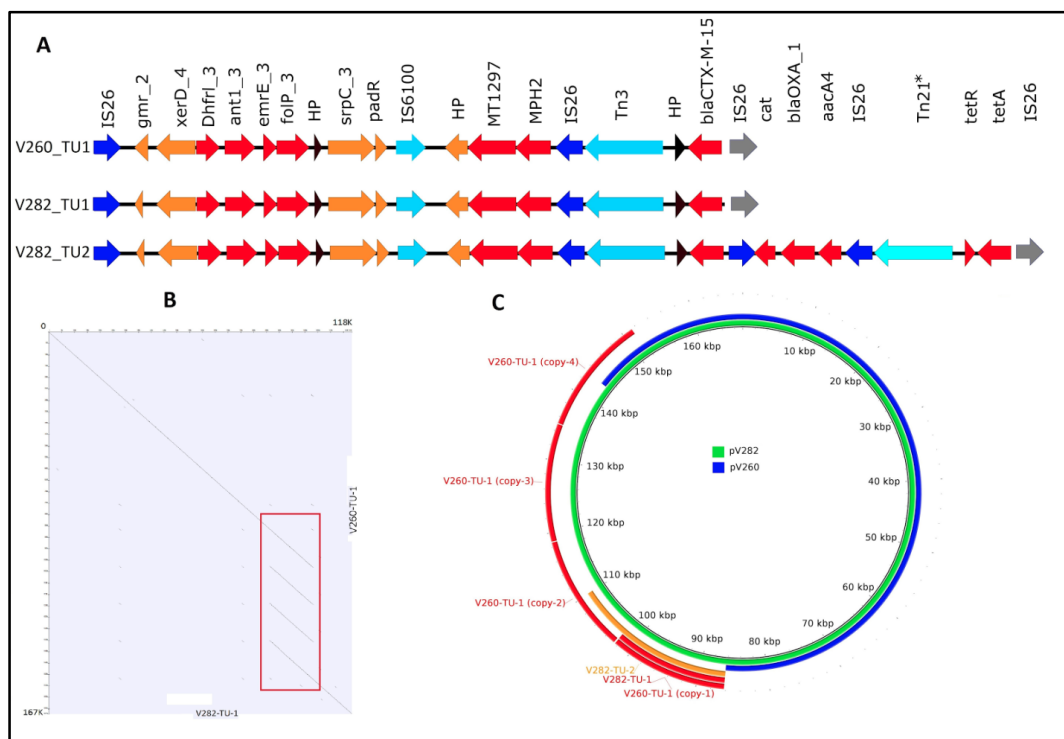 A
IS26
gmr_2
xerD_4
DhfrI_3
ant1_3
emrE_3
folP_3
HP
srpC_3
padR
IS6100
HP
MT1297
MPH2
IS26
Tn3
HP
blaCTX-M-15
IS26
cat
blaOXA_1
aacA4
IS26
Tn21*
tetR
tetA
IS26
V260_TU1
V282_TU1
V282_TU2
B
0
118K
V260-TU-1
167K
V282-TU-1
C
V260-TU-1 (copy-4)
V260-TU-1 (copy-3)
V260-TU-1 (copy-2)
V282-TU-2
V282-TU-1
V260-TU-1 (copy-1)
pV282
pV260
10 kbp
20 kbp
30 kbp
40 kbp
50 kbp
60 kbp
70 kbp
80 kbp
90 kbp
100 kbp
110 kbp
120 kbp
130 kbp
140 kbp
150 kbp
160 kbp